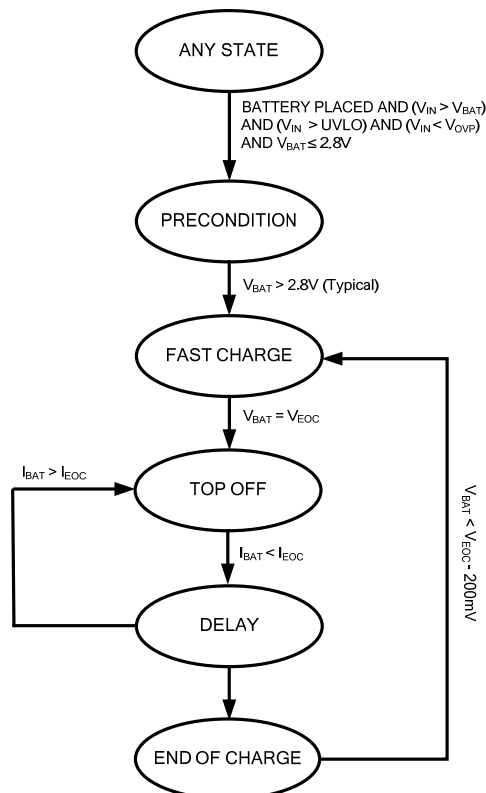 ANY STATE
BATTERY PLACED AND (VIN > VBAT)
AND (VIN > UVLO) AND (VIN < VOVP)
AND VBAT ≤ 2.8V
PRECONDITION
VBAT > 2.8V (Typical)
FAST CHARGE
VBAT = VEOC
IBAT > IEOC
TOP OFF
VBAT < VEOC - 200mV
IBAT < IEOC
DELAY
END OF CHARGE